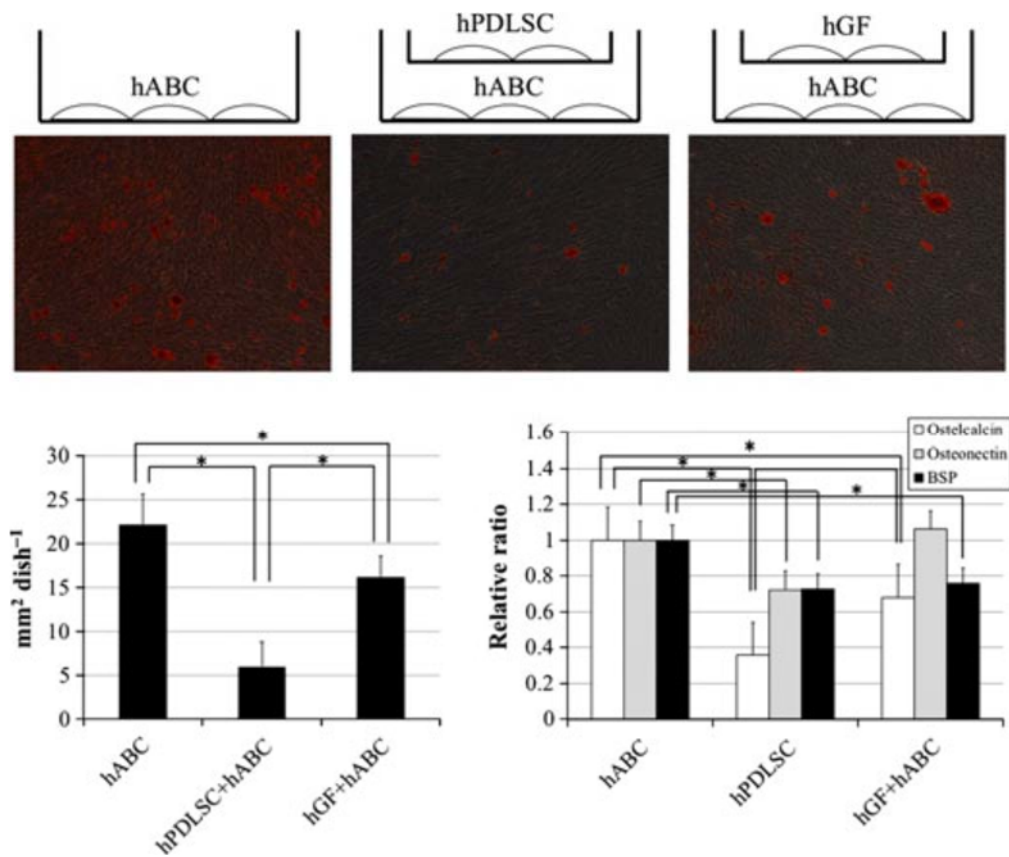 hPDLSC hGF
hABC hABC hABC
mm² dish⁻¹
30
25
20
15
10
5
0
* * *
hABC
hPDLSC+hABC
hGF+hABC
Relative ratio
1.6
1.4
1.2
1
0.8
0.6
0.4
0.2
0
Ostelcalcin
Osteonectin
BSP
* * * * *
hABC
hPDLSC
hGF+hABC